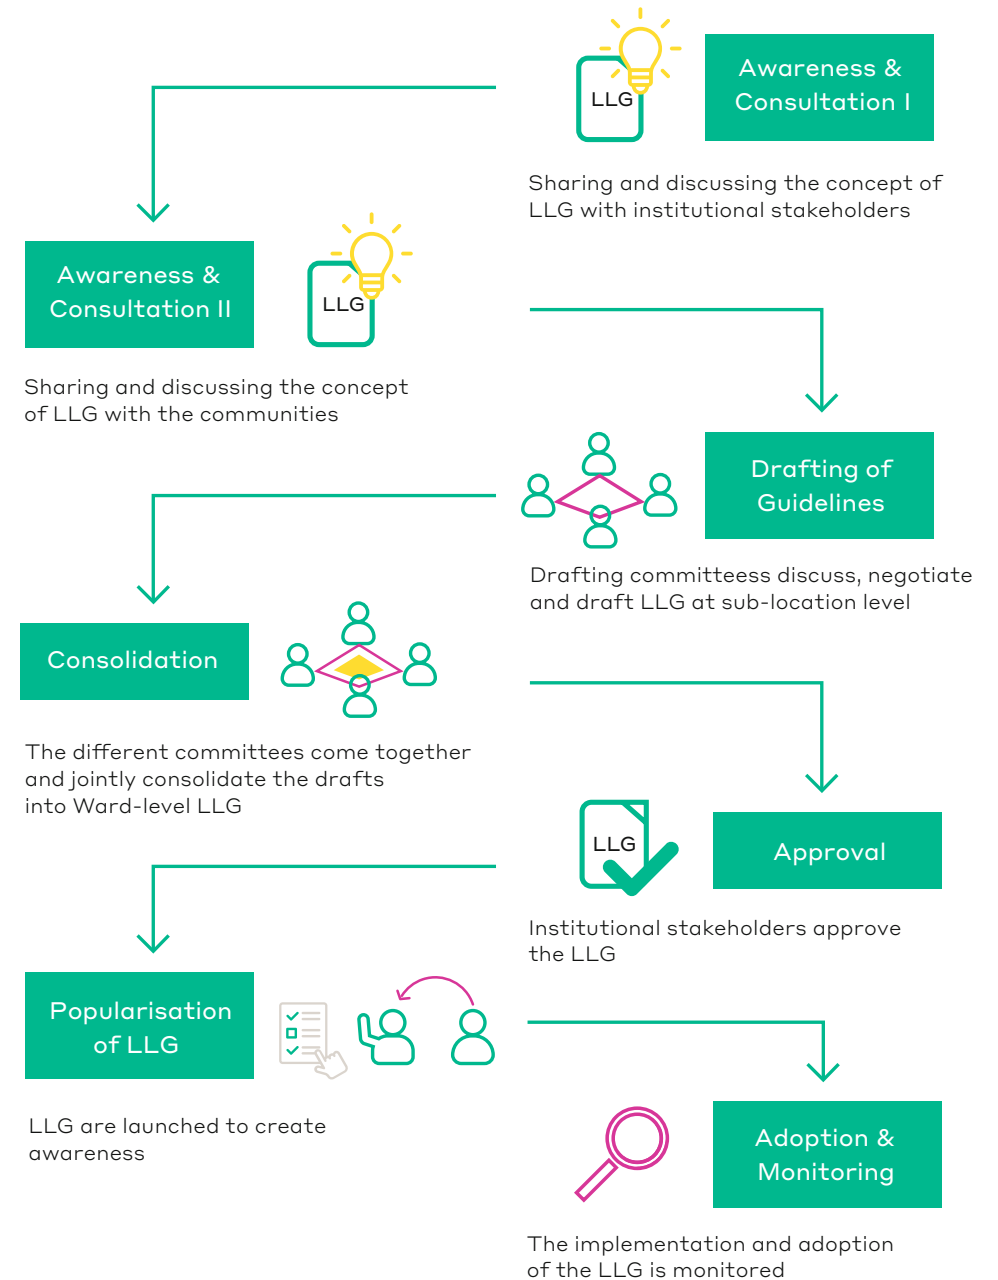 LLG
Awareness &
Consultation I
Sharing and discussing the concept of
LLG with institutional stakeholders
Awareness &
Consultation II
LLG
Sharing and discussing the concept
of LLG with the communities
Drafting of
Guidelines
Drafting committeess discuss, negotiate
and draft LLG at sub-location level
Consolidation
The different committees come together
and jointly consolidate the drafts
into Ward-level LLG
LLG
Approval
Institutional stakeholders approve
the LLG
Popularisation
of LLG
LLG are launched to create
awareness
Adoption &
Monitoring
The implementation and adoption
of the LLG is monitored